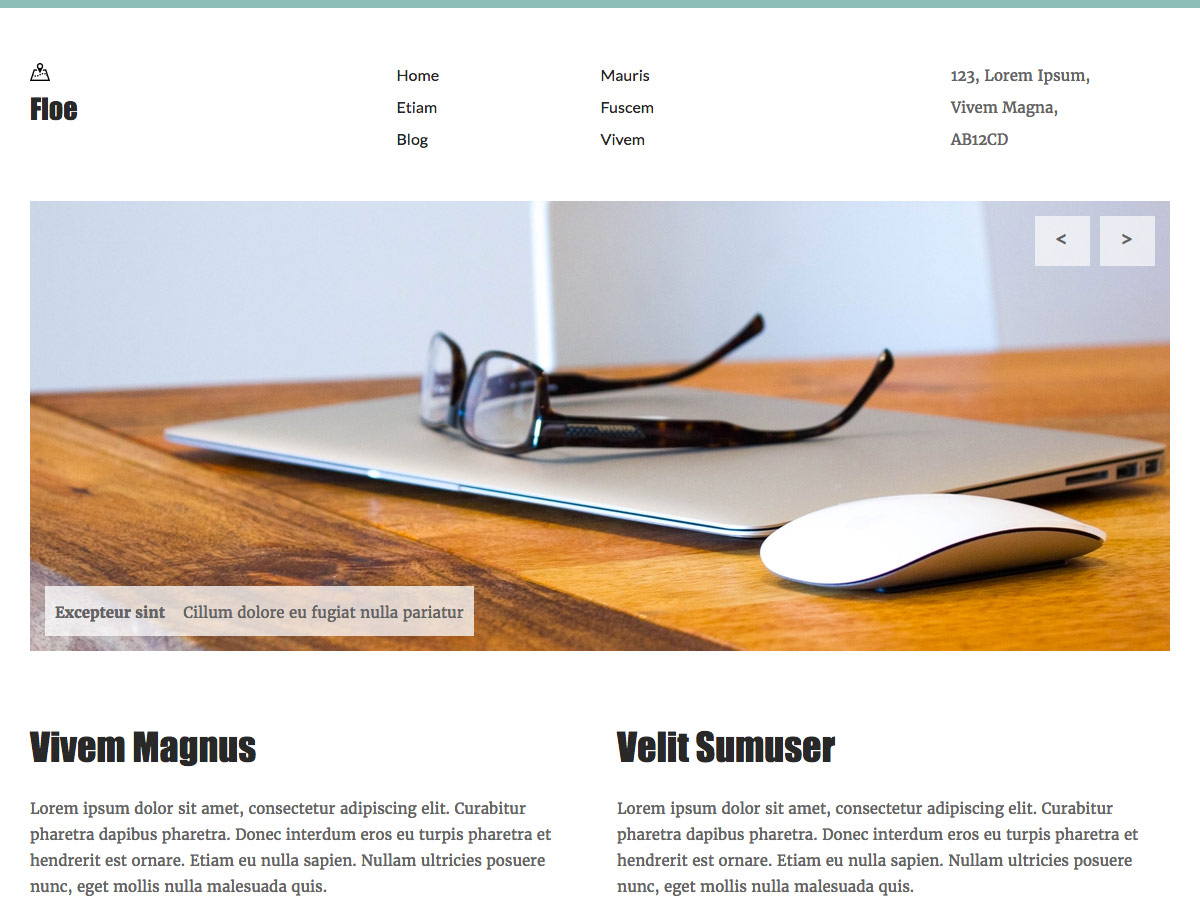 Floe
Home
Etiam
Blog
Mauris
Fuscem
Vivem
123, Lorem Ipsum,
Vivem Magna,
AB12CD
< >
Excepteur sint Cillum dolore eu fugiat nulla pariatur
Vivem Magnus
Lorem ipsum dolor sit amet, consectetur adipiscing elit. Curabitur
pharetra dapibus pharetra. Donec interdum eros eu turpis pharetra et
hendrerit est ornare. Etiam eu nulla sapien. Nullam ultricies posuere
nunc, eget mollis nulla malesuada quis.
Velit Sumuser
Lorem ipsum dolor sit amet, consectetur adipiscing elit. Curabitur
pharetra dapibus pharetra. Donec interdum eros eu turpis pharetra et
hendrerit est ornare. Etiam eu nulla sapien. Nullam ultricies posuere
nunc, eget mollis nulla malesuada quis.